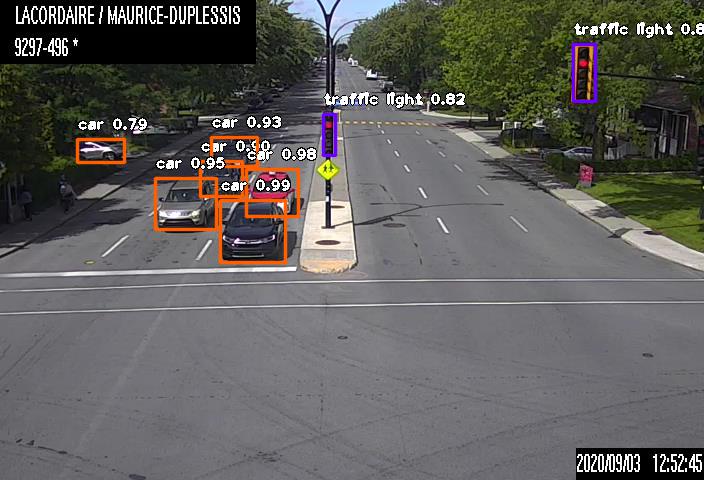 LACORDAIRE / MAURICE-DUPLESSIS
9297-496 *
traffic light 0.8
traffic light 0.82
car 0.79
car 0.93
car 0.90
car 0.95
car 0.98
car 0.99
2020/09/03 12:52:45